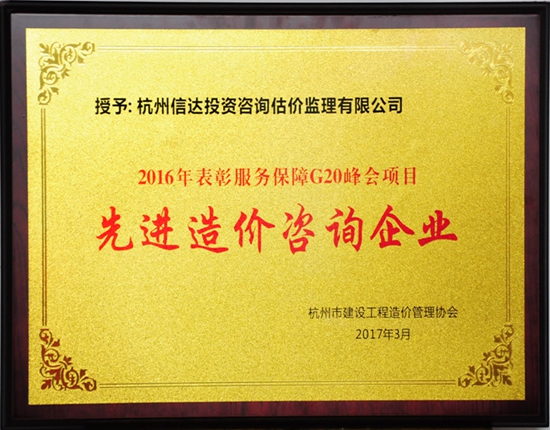 授予: 杭州信达投资咨询估价监理有限公司
2016年表彰服务保障G20峰会项目
先进造价咨询企业
杭州市建设工程造价管理协会
2017年3月